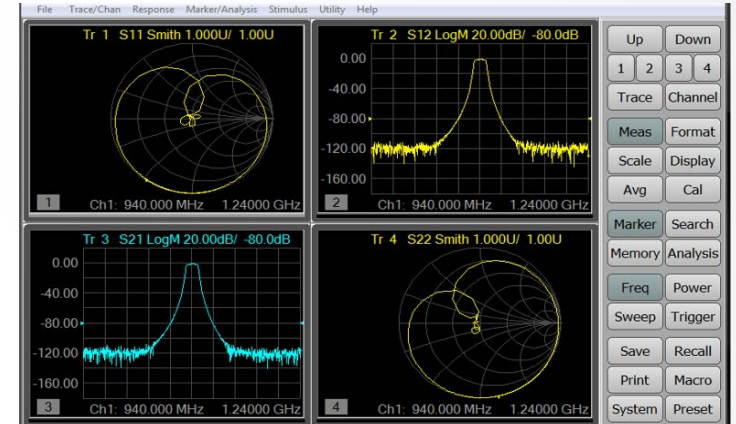 File Trace/Chan Response Marker/Analysis Stimulus Utility Help
Tr 1 S11 Smith 1.000U/ 1.00U
1
Ch1: 940.000 MHz 1.24000 GHz
Tr 2 S12 LogM 20.00dB/ -80.0dB
0.00
-40.00
-80.00
-120.00
-160.00
2
Ch1: 940.000 MHz 1.24000 GHz
Tr 3 S21 LogM 20.00dB/ -80.0dB
0.00
-40.00
-80.00
-120.00
-160.00
3
Ch1: 940.000 MHz 1.24000 GHz
Tr 4 S22 Smith 1.000U/ 1.00U
4
Ch1: 940.000 MHz 1.24000 GHz
Up Down
1 2 3 4
Trace Channel
Meas Format
Scale Display
Avg Cal
Marker Search
Memory Analysis
Freq Power
Sweep Trigger
Save Recall
Print Macro
System Preset